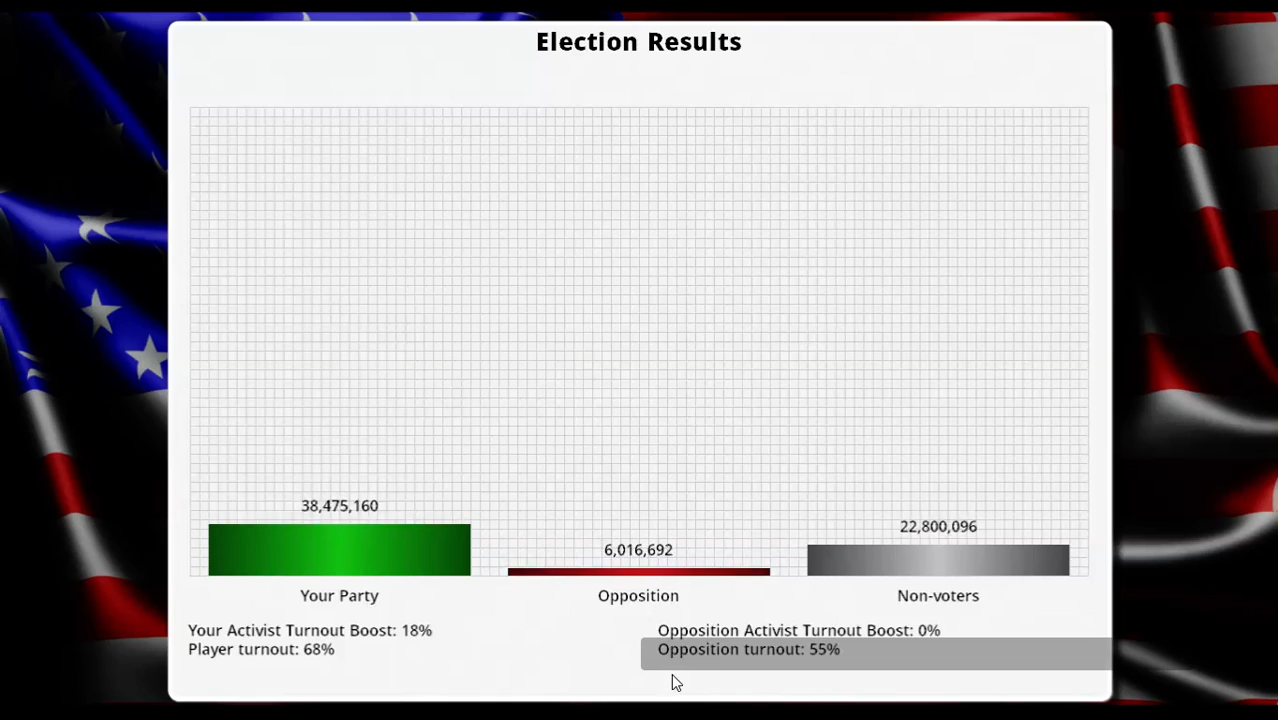 Election Results
38,475,160
6,016,692
22,800,096
Your Party
Opposition
Non-voters
Your Activist Turnout Boost: 18%
Player turnout: 68%
Opposition Activist Turnout Boost: 0%
Opposition turnout: 55%